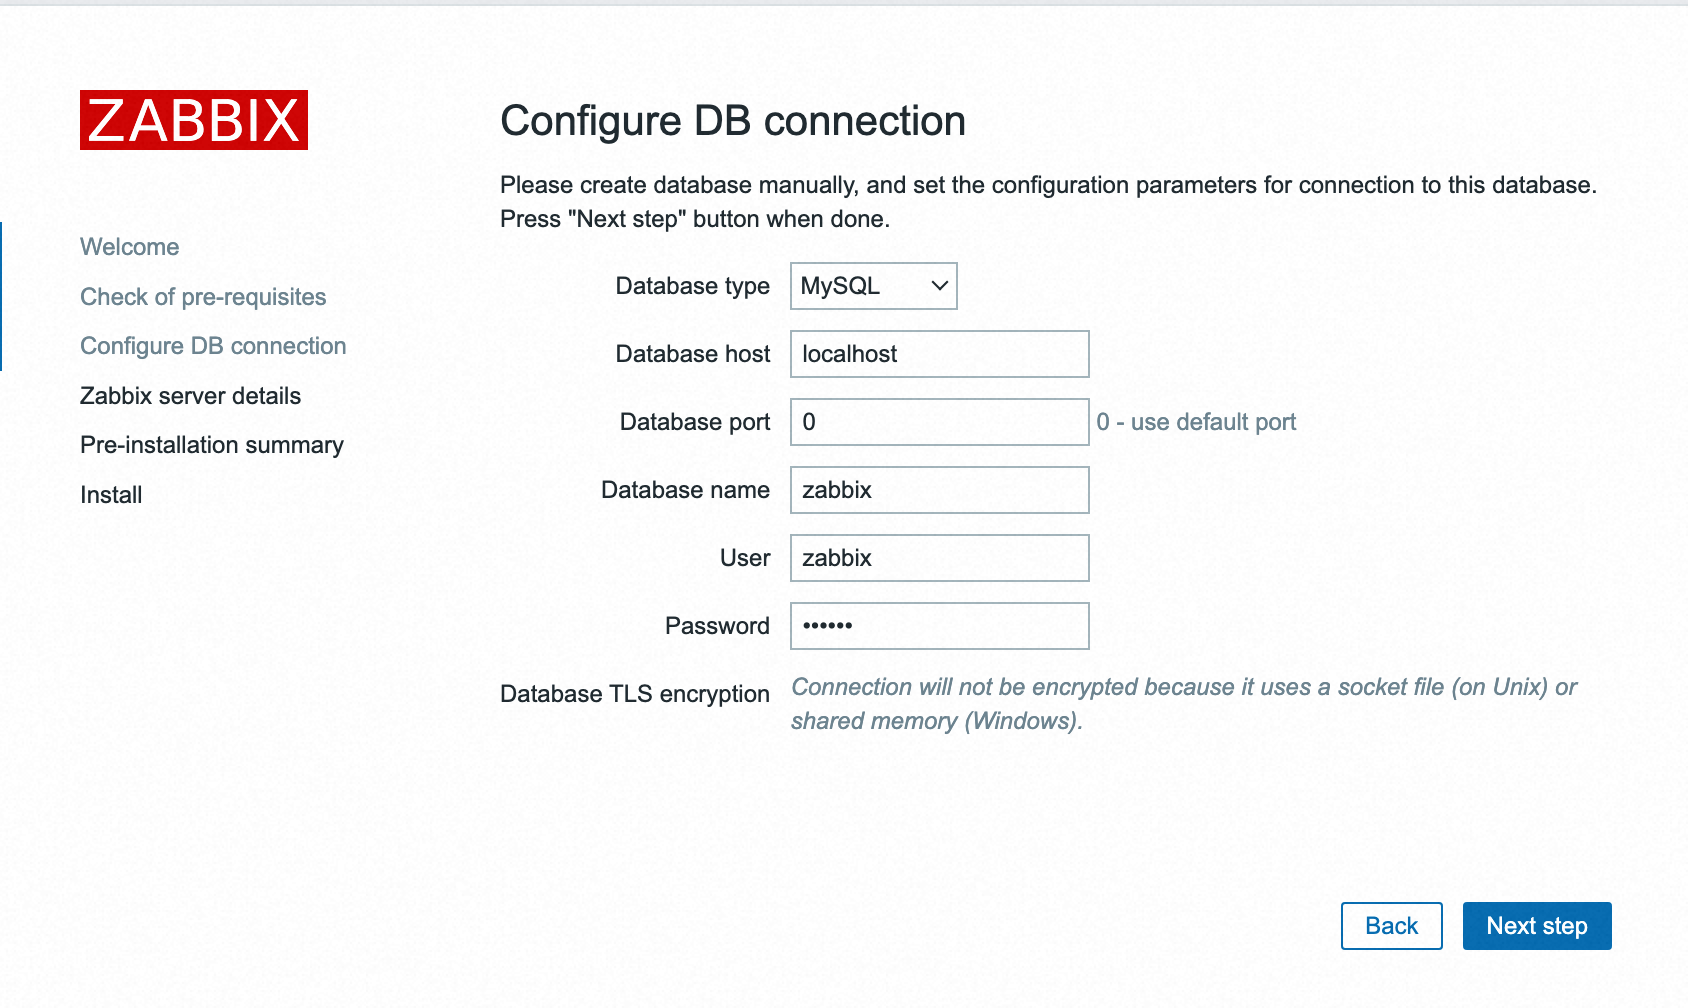 ZABBIX
Welcome
Check of pre-requisites
Configure DB connection
Zabbix server details
Pre-installation summary
Install
Configure DB connection
Please create database manually, and set the configuration parameters for connection to this database.
Press "Next step" button when done.
Database type MySQL
Database host localhost
Database port 0 0 - use default port
Database name zabbix
User zabbix
Password ••••••
Database TLS encryption Connection will not be encrypted because it uses a socket file (on Unix) or
shared memory (Windows).
Back Next step